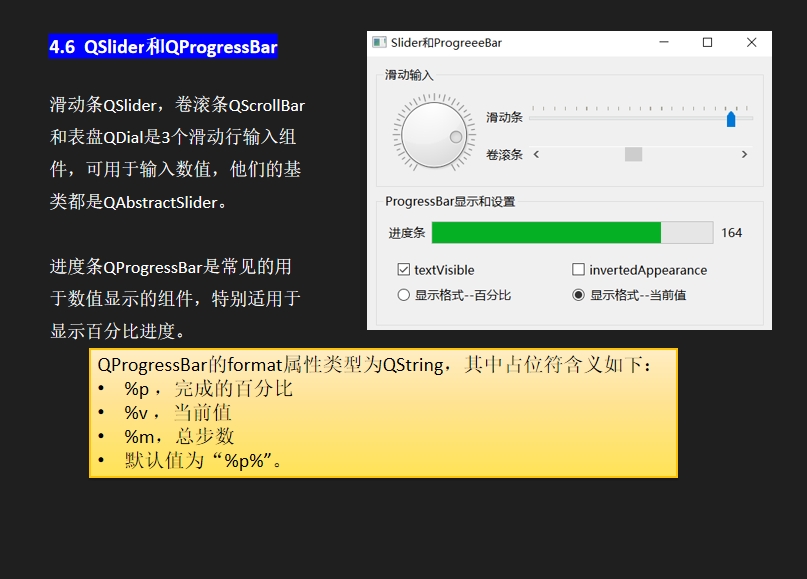 4.6 QSlider和QProgressBar
滑动条QSlider，卷滚条QScrollBar
和表盘QDial是3个滑动行输入组
件，可用于输入数值，他们的基
类都是QAbstractSlider。
进度条QProgressBar是常见的用
于数值显示的组件，特别适用于
显示百分比进度。
Slider和ProgreeeBar
滑动输入
滑动条
卷滚条
ProgressBar显示和设置
进度条 164
textVisible invertedAppearance
显示格式--百分比 显示格式--当前值
QProgressBar的format属性类型为QString，其中占位符含义如下：
• %p ，完成的百分比
• %v ，当前值
• %m，总步数
• 默认值为“%p%”。